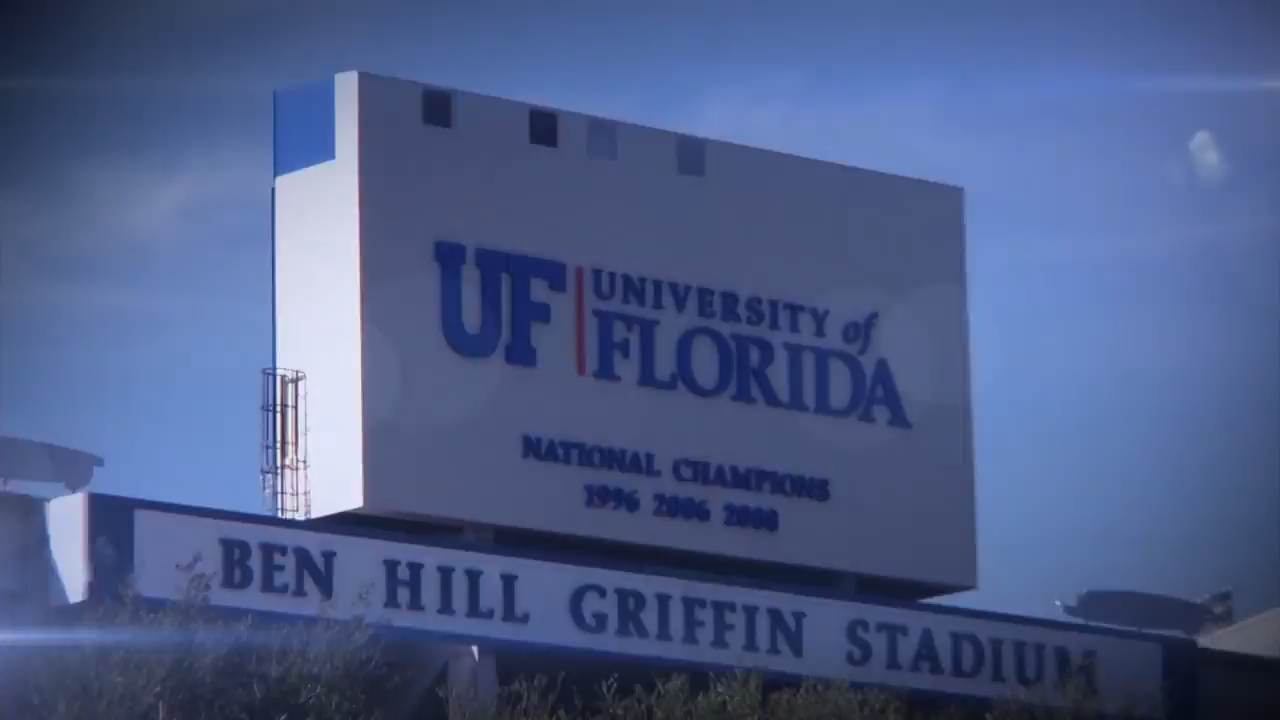 UF
UNIVERSITY of
FLORIDA
NATIONAL CHAMPIONS
1996 2006 2008
BEN HILL GRIFFIN STADIUM